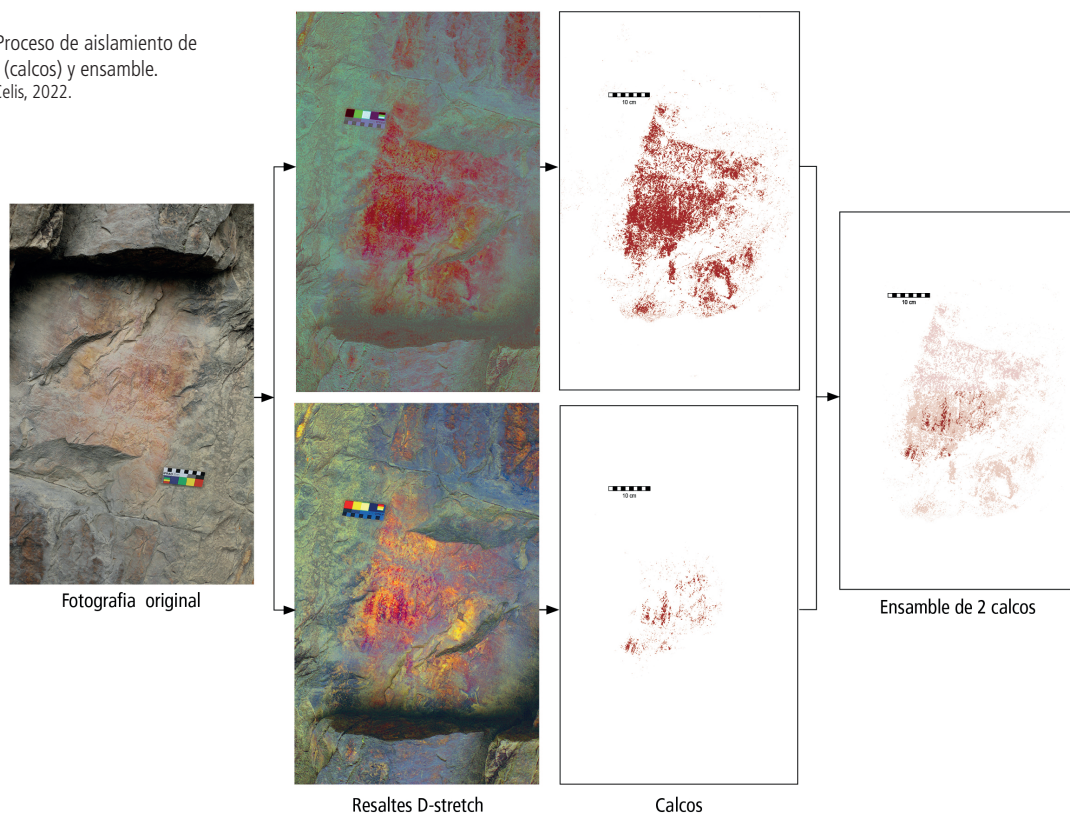 Proceso de aislamiento de
(calcos) y ensamble.
elis, 2022.
10 cm
10 cm
10 cm
Fotografia original
Ensamble de 2 calcos
Resaltes D-stretch
Calcos